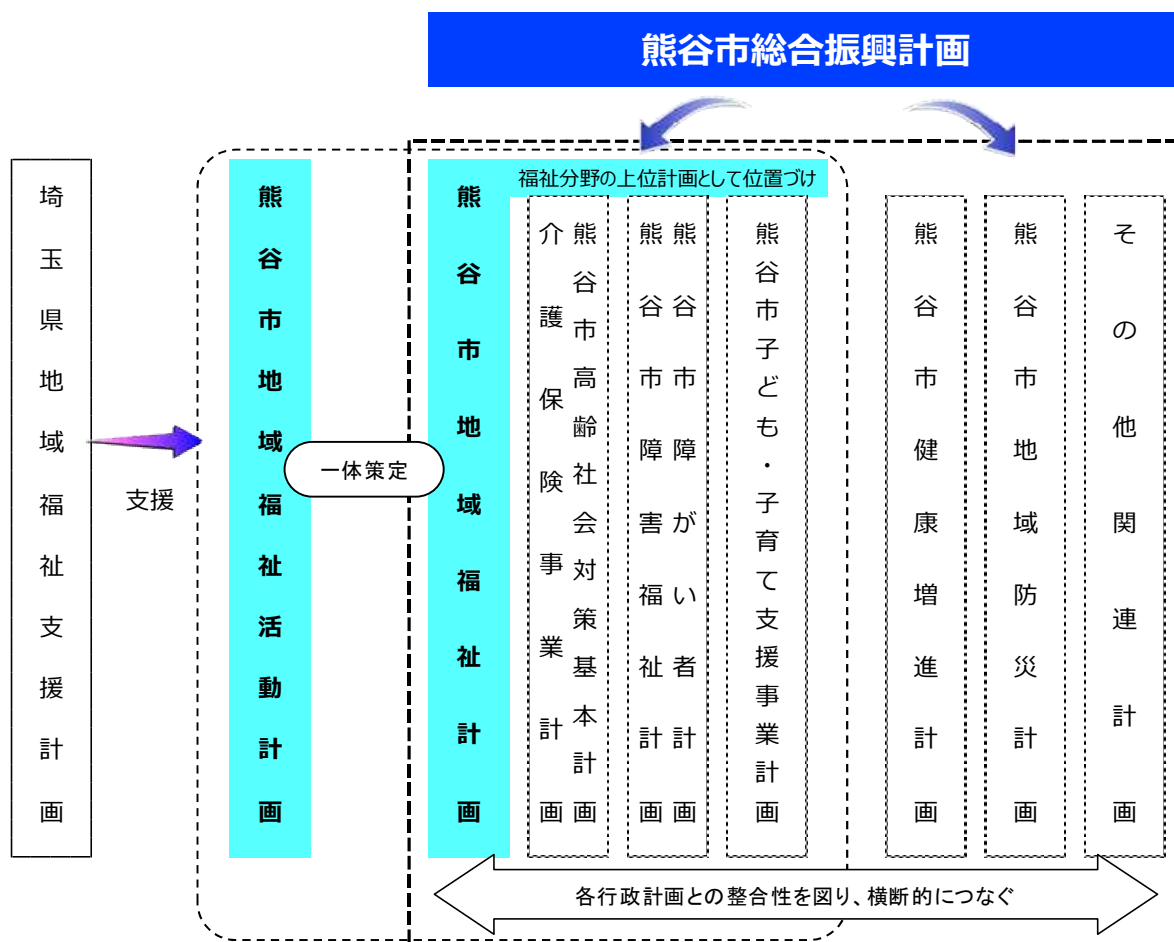 熊谷市総合振興計画
福祉分野の上位計画として位置づけ
埼玉県地域福祉支援計画
支援
熊谷市地域福祉活動計画
一体策定
熊谷市地域福祉計画
熊谷市高齢社会対策基本計画
介護保険事業計画
熊谷市障がい者計画
熊谷市障害福祉計画
熊谷市子ども・子育て支援事業計画
熊谷市健康増進計画
熊谷市地域防災計画
その他関連計画
各行政計画との整合性を図り、横断的につなぐ